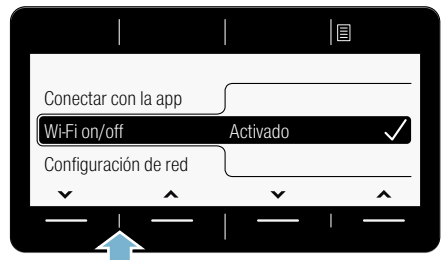 Conectar con la app
Wi-Fi on/off Activado
Configuración de red